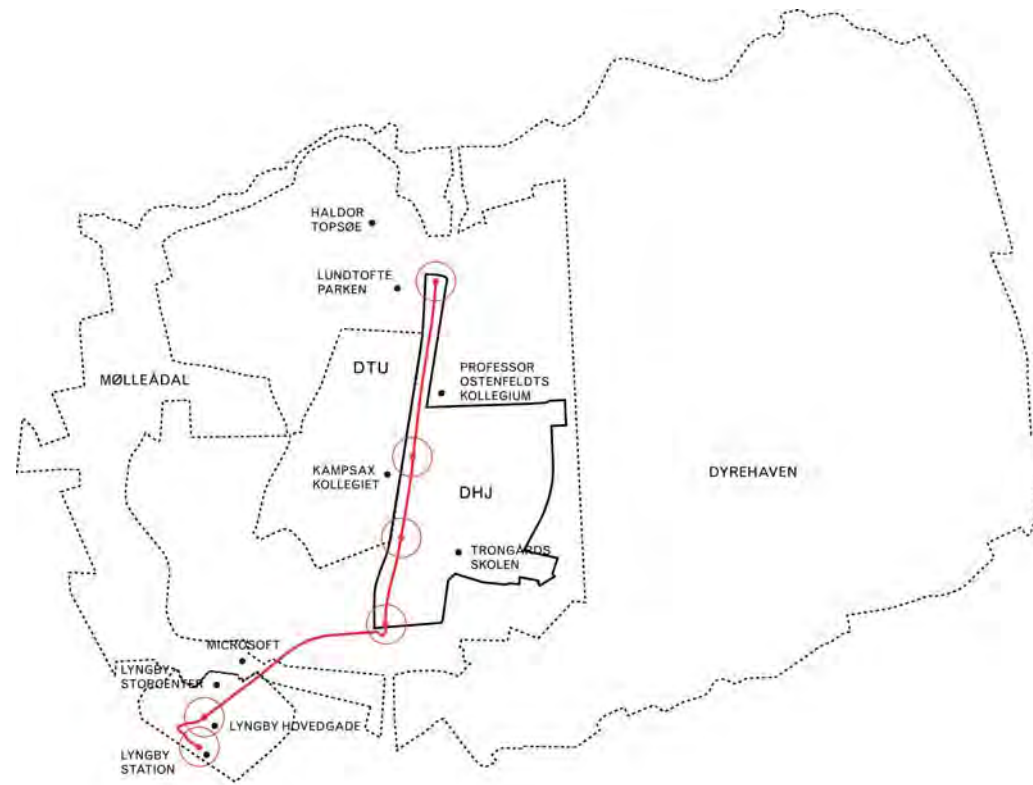 HALDOR
TOPSØE
LUNDTOFTE
PARKEN
DTU
PROFESSOR
OSTENFELDTS
KOLLEGIUM
MØLLEÅDAL
KAMPSAX
KOLLEGIET
DHJ
DYREHAVEN
TRONGÅRDS
SKOLEN
MICROSOFT
LYNGBY
STORCENTER
LYNGBY HOVEDGADE
LYNGBY
STATION